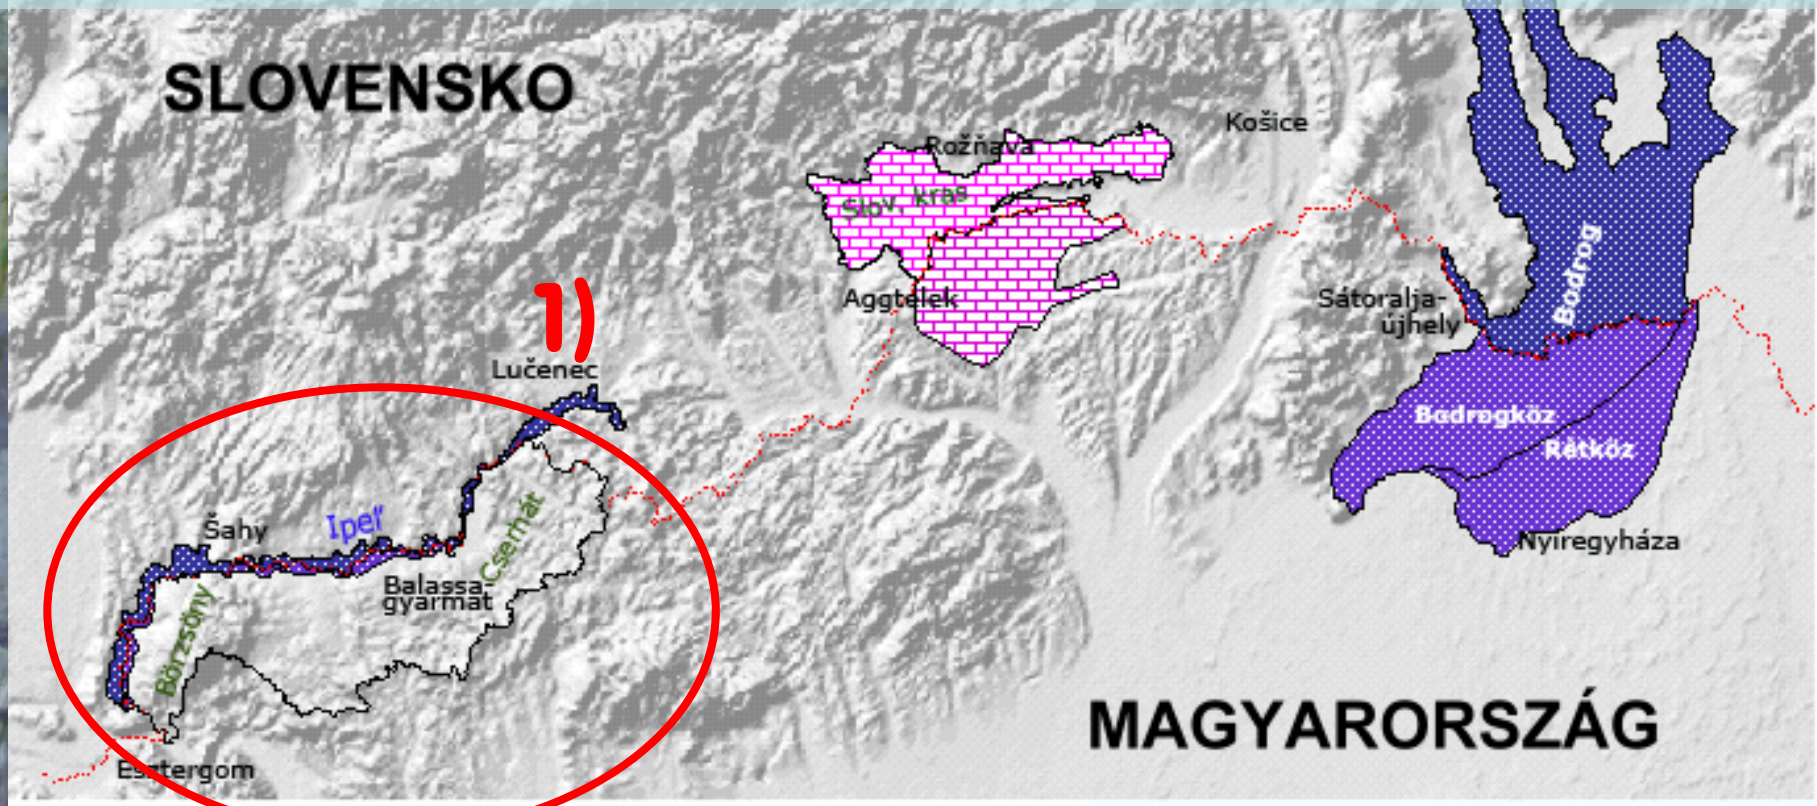 SLOVENSKO
Košice
Rožňava
Slov. kras
Bodrog
1)
Aggtelek
Sátoralja-
újhely
Lučenec
Bodrogköz
Rétköz
Šahy
Ipeľ
Cserhát
Nyíregyháza
Balassa-
gyarmat
Börzsöny
MAGYARORSZÁG
Esztergom